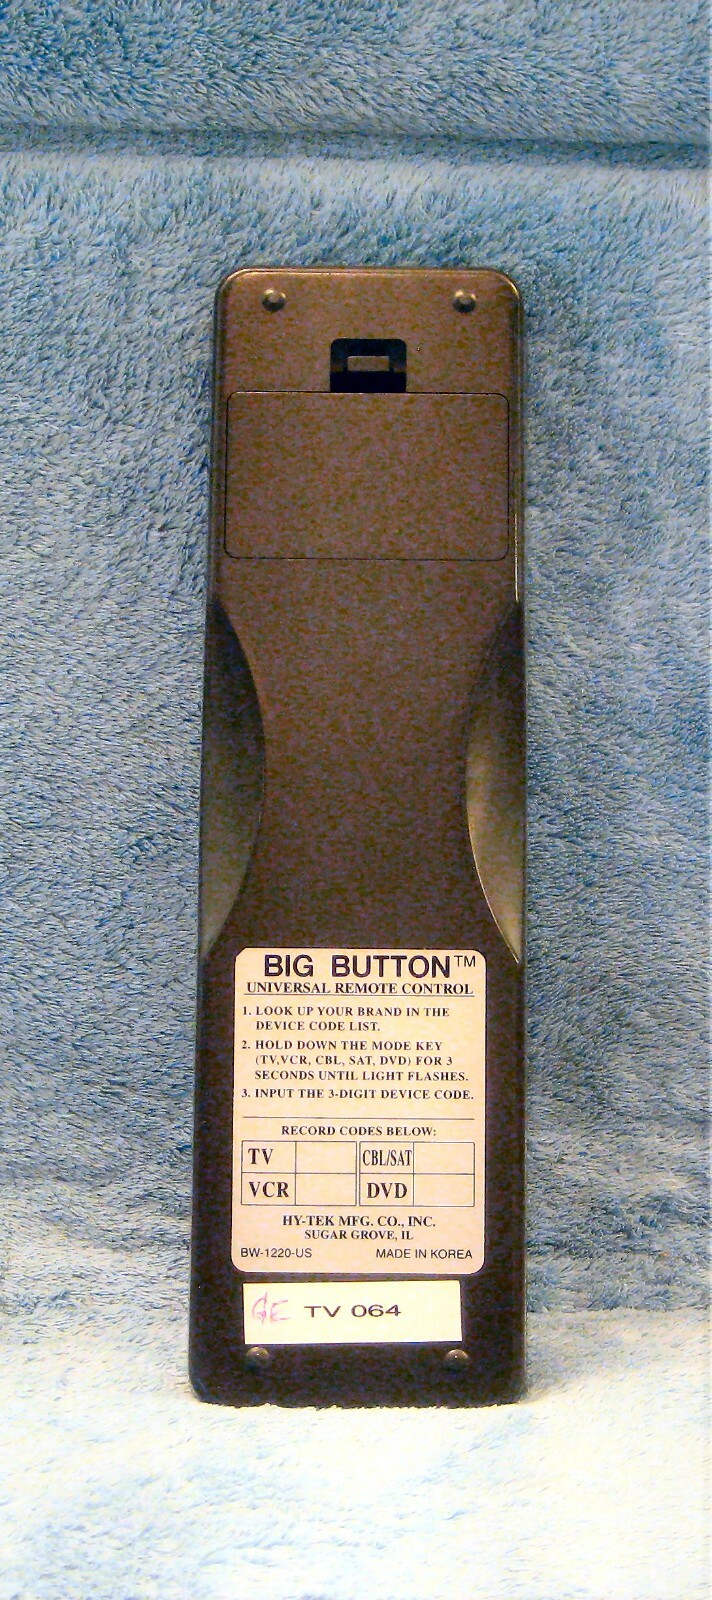 BIG BUTTON™
UNIVERSAL REMOTE CONTROL
1. LOOK UP YOUR BRAND IN THE
DEVICE CODE LIST.
2. HOLD DOWN THE MODE KEY
(TV,VCR, CBL, SAT, DVD) FOR 3
SECONDS UNTIL LIGHT FLASHES.
3. INPUT THE 3-DIGIT DEVICE CODE.
RECORD CODES BELOW:
TV CBL/SAT
VCR DVD
HY-TEK MFG. CO., INC.
SUGAR GROVE, IL
BW-1220-US MADE IN KOREA
GE TV 064